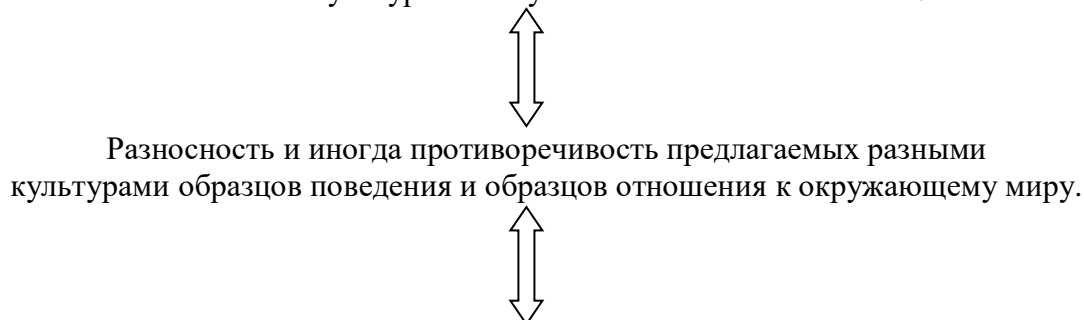 Разносность и иногда противоречивость предлагаемых разными
культурами образцов поведения и образцов отношения к окружающему миру.